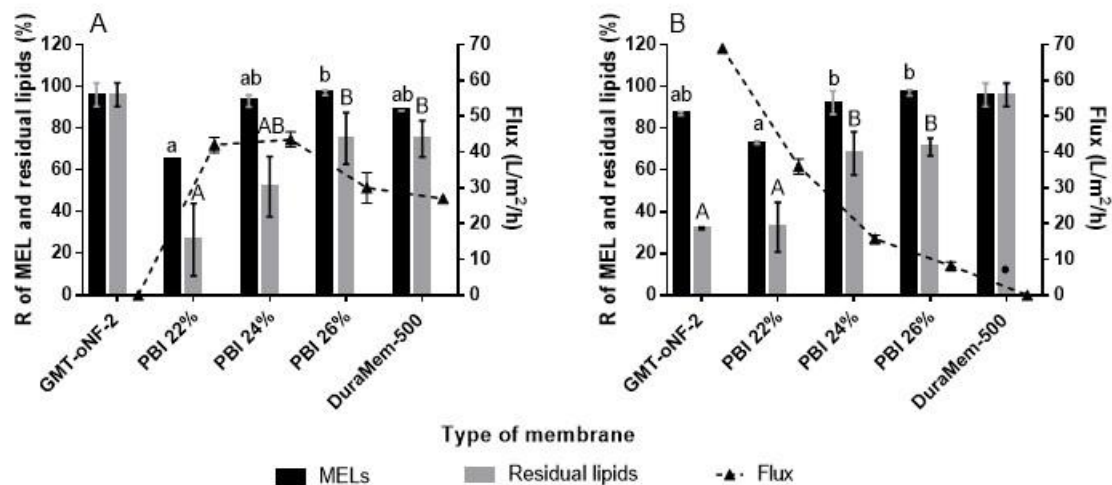 A
R of MEL and residual lipids (%)
120
100
80
60
40
20
0
a
A
ab
AB
b
B
ab
B
70
60
50
40
30
20
10
0
Flux (L/m²/h)
GMT-oNF-2
PBI 22%
PBI 24%
PBI 26%
DuraMem-500
B
R of MEL and residual lipids (%)
120
100
80
60
40
20
0
ab
A
a
A
b
B
b
B
70
60
50
40
30
20
10
0
Flux (L/m²/h)
GMT-oNF-2
PBI 22%
PBI 24%
PBI 26%
DuraMem-500
Type of membrane
MELs Residual lipids Flux